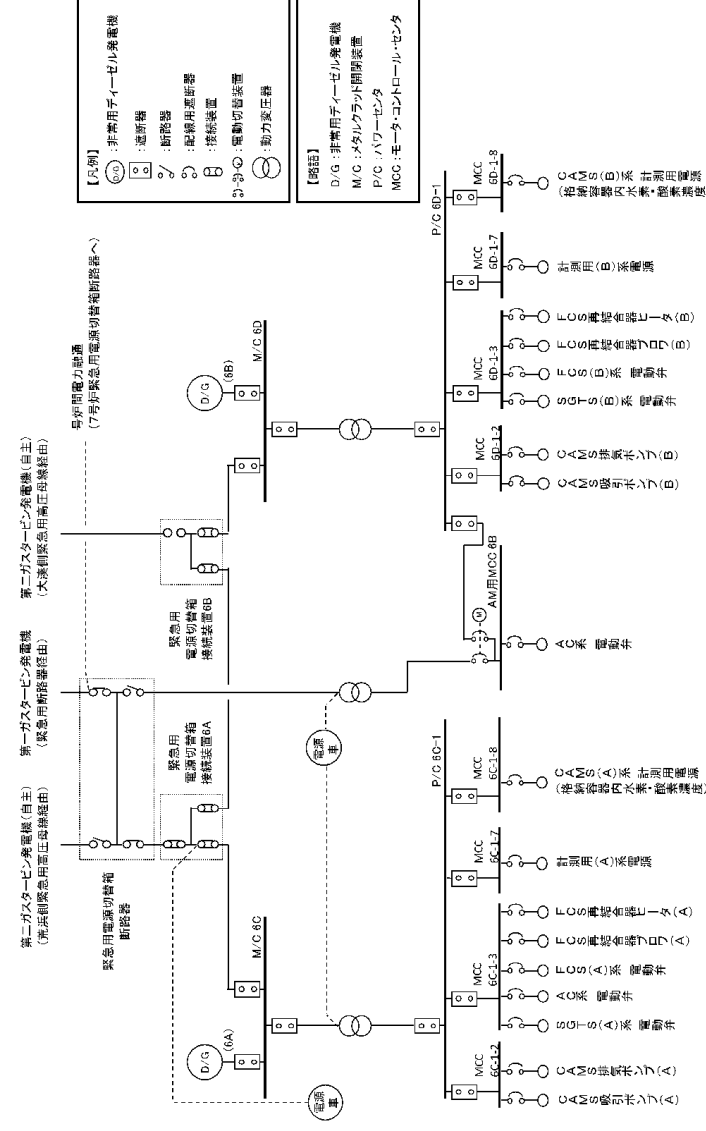 第二ガスタービン発電機(自主)
(荒浜側緊急用高圧母線経由)
第一ガスタービン発電機
(緊急用断路器経由)
第二ガスタービン発電機(自主)
(大湊側緊急用高圧母線経由)
号炉間電力融通
(7号炉緊急用電源切替箱断路器へ)
緊急用電源切替箱
断路器
緊急用
電源切替箱
接続装置6A
緊急用
電源切替箱
接続装置6B
D/G
(6A)
M/C 6C
D/G
(6B)
M/C 6D
電源
車
電源
車
P/C 6C-1
P/C 6D-1
MCC
6C-1-2
MCC
6C-1-3
MCC
6C-1-7
MCC
6C-1-8
AM用MCC 6B
MCC
6D-1-2
MCC
6D-1-3
MCC
6D-1-7
MCC
6D-1-8
M
CAMS吸引ポンプ(A)
CAMS排気ポンプ(A)
SGTS(A)系 電動弁
AC系 電動弁
FCS(A)系 電動弁
FCS再結合器ブロワ(A)
FCS再結合器ヒータ(A)
計測用(A)系電源
CAMS(A)系 計測用電源
(格納容器内水素・酸素濃度)
AC系 電動弁
CAMS吸引ポンプ(B)
CAMS排気ポンプ(B)
SGTS(B)系 電動弁
FCS(B)系 電動弁
FCS再結合器ブロワ(B)
FCS再結合器ヒータ(B)
計測用(B)系電源
CAMS(B)系 計測用電源
(格納容器内水素・酸素濃度
【凡例】
D/G :非常用ディーゼル発電機
:遮断器
:断路器
:配線用遮断器
:接続装置
:電動切替装置
:動力変圧器
【略語】
D/G :非常用ディーゼル発電機
M/C :メタルクラッド開閉装置
P/C :パワーセンタ
MCC :モータ・コントロール・センタ